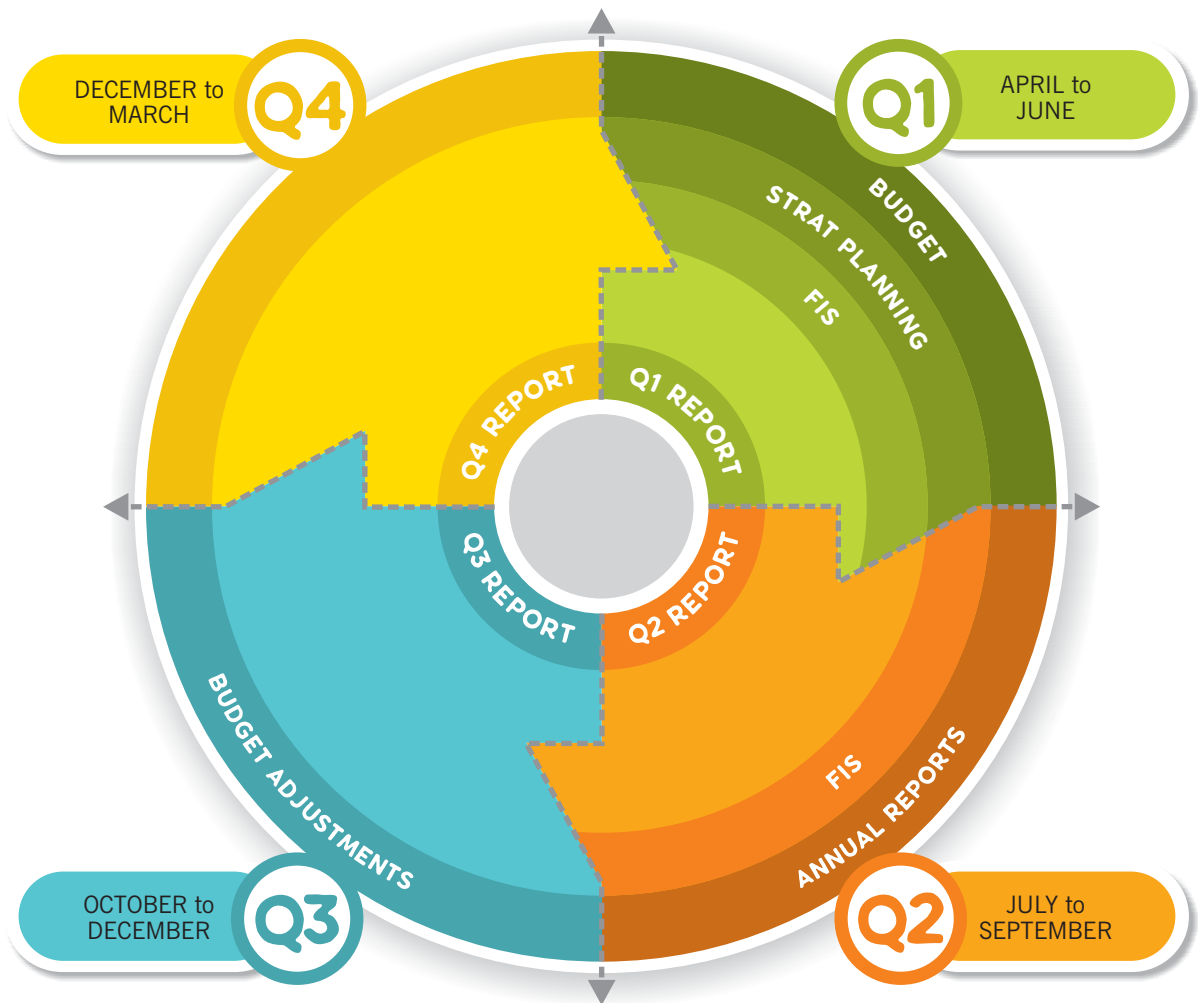 DECEMBER to
MARCH
Q4
Q1
APRIL to
JUNE
BUDGET
STRAT PLANNING
FIS
Q4 REPORT
Q1 REPORT
Q3 REPORT
Q2 REPORT
BUDGET ADJUSTMENTS
FIS
ANNUAL REPORTS
OCTOBER to
DECEMBER
Q3
Q2
JULY to
SEPTEMBER